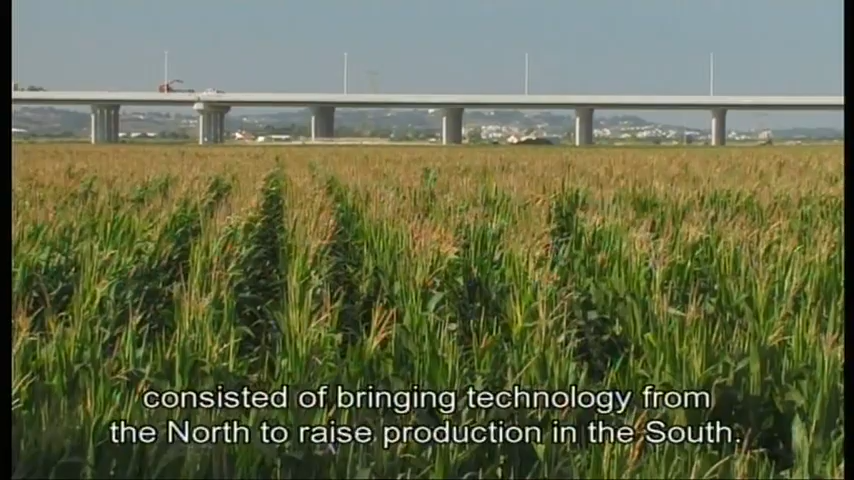 consisted of bringing technology from
the North to raise production in the South.